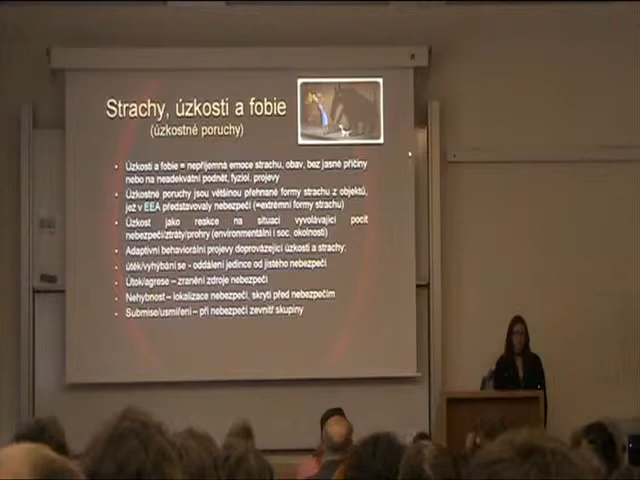 Strachy, úzkosti a fobie
(úzkostné poruchy)
Úzkosti a fobie = nepříjemná emoce strachu, obav, bez jasné příčiny
nebo na neadekvátní podnět, fyziol. projevy
Úzkostné poruchy jsou většinou přehnané formy strachu z objektů,
jež v EEA představovaly nebezpečí (=extrémní formy strachu)
Úzkost jako reakce na situaci vyvolávající pocit
nebezpečí/ztráty/prohry (environmentální i soc. okolnosti)
Adaptivní behaviorální projevy doprovázející úzkosti a strachy:
útěk/vyhýbání se - oddálení jedince od jistého nebezpečí
Útok/agrese – zranění zdroje nebezpečí
Nehybnost – lokalizace nebezpečí, skrytí před nebezpečím
Submise/usmíření – při nebezpečí zevnitř skupiny